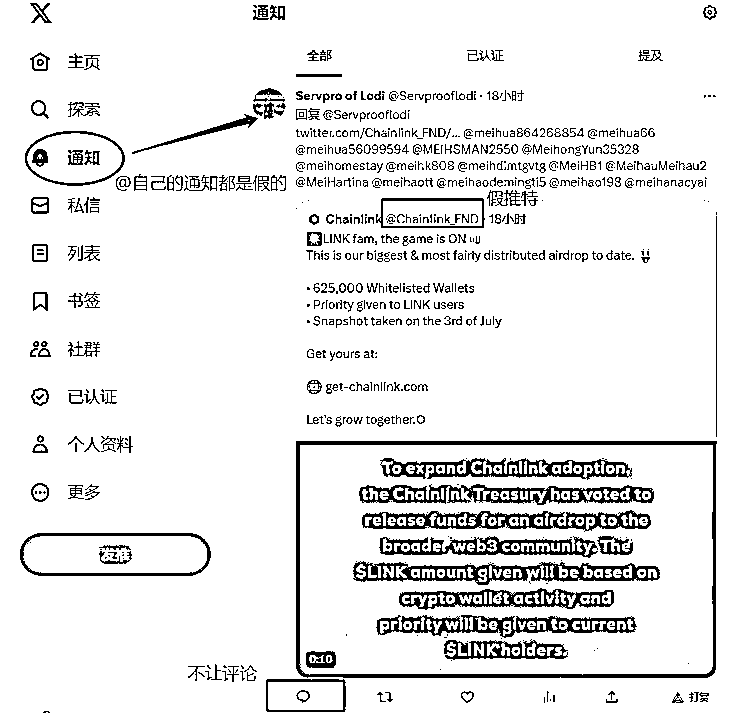 通知
全部 已认证 提及
主页
探索
通知
私信
列表
书签
社群
已认证
个人资料
更多
发推
@自己的通知都是假的
Servpro of Lodi @ServproofLodi · 18小时
回复 @ServproofLodi
twitter.com/Chainlink_FND/... @meihua864268854 @meihua66
@meihua56099594 @MEIHSMAN2550 @MeihongYun35328
@meihomestay @meihk808 @meihdimtgvtg @MeiHB1 @MeihauMeihau2
@MeiHartina @meihaott @meihaodemingti5 @meihao198 @meihanacyai
假推特
Chainlink @Chainlink_FND · 18小时
LINK fam, the game is ON
This is our biggest & most fairly distributed airdrop to date.
• 625,000 Whitelisted Wallets
• Priority given to LINK users
• Snapshot taken on the 3rd of July
Get yours at:
get-chainlink.com
Let's grow together.
To expand Chainlink adoption,
the Chainlink Treasury has voted to
release funds for an airdrop to the
broader web3 community. The
$LINK amount given will be based on
crypto wallet activity and
priority will be given to current
$LINK holders.
0:10
不让评论
打赏